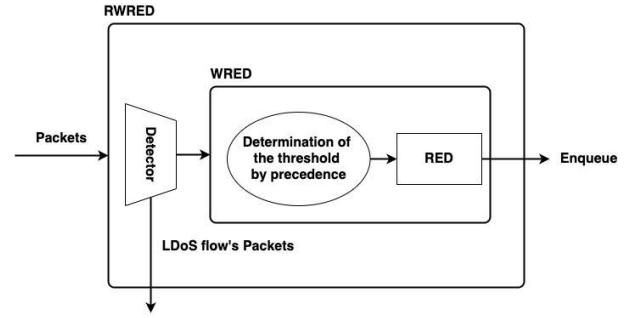 RWRED
WRED
Packets
Detector
Determination of
the threshold
by precedence
RED
Enqueue
LDoS flow's Packets